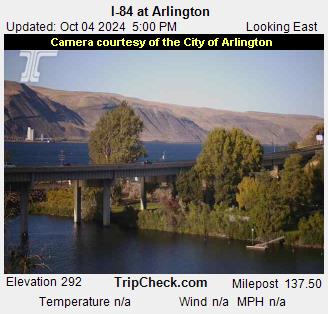 I-84 at Arlington
Updated: Oct 04 2024 5:00 PM Looking East
Camera courtesy of the City of Arlington
Elevation 292 TripCheck.com Milepost 137.50
Temperature n/a Wind n/a MPH n/a